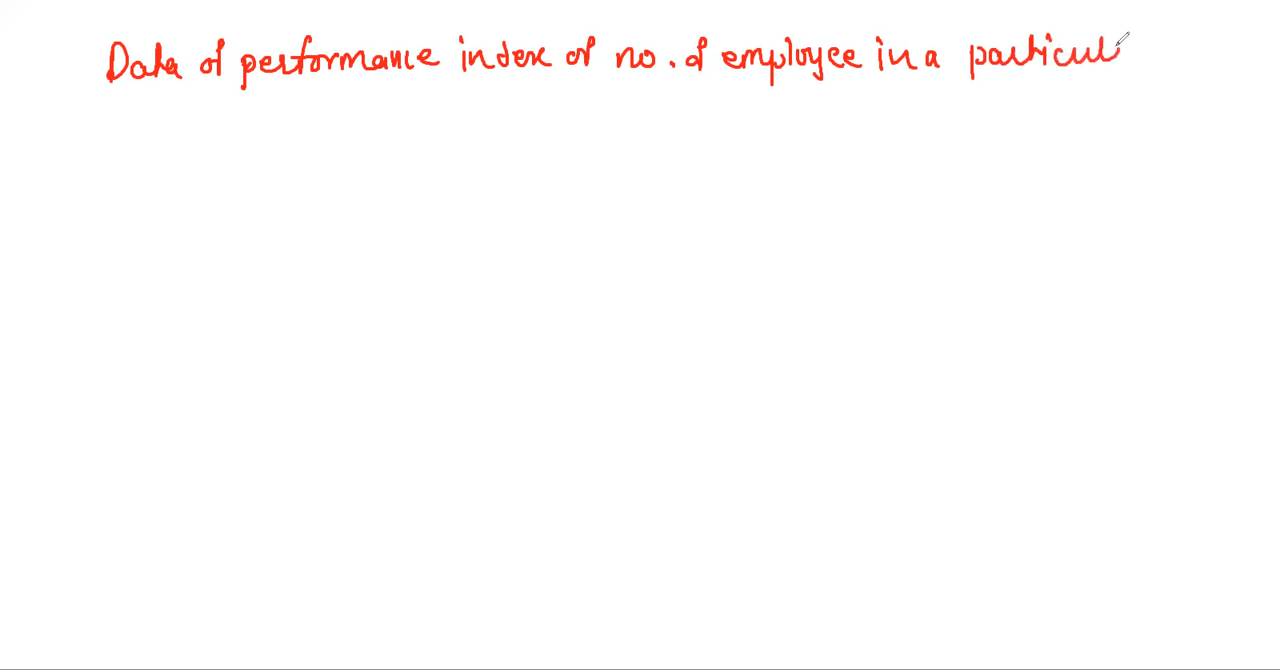 Data of performance index of no. of employee in a particul